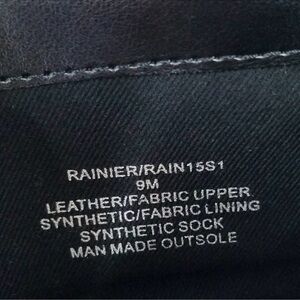 RAINIER/RAIN15S1
9M
LEATHER/FABRIC UPPER
SYNTHETIC/FABRIC LINING
SYNTHETIC SOCK
MAN MADE OUTSOLE